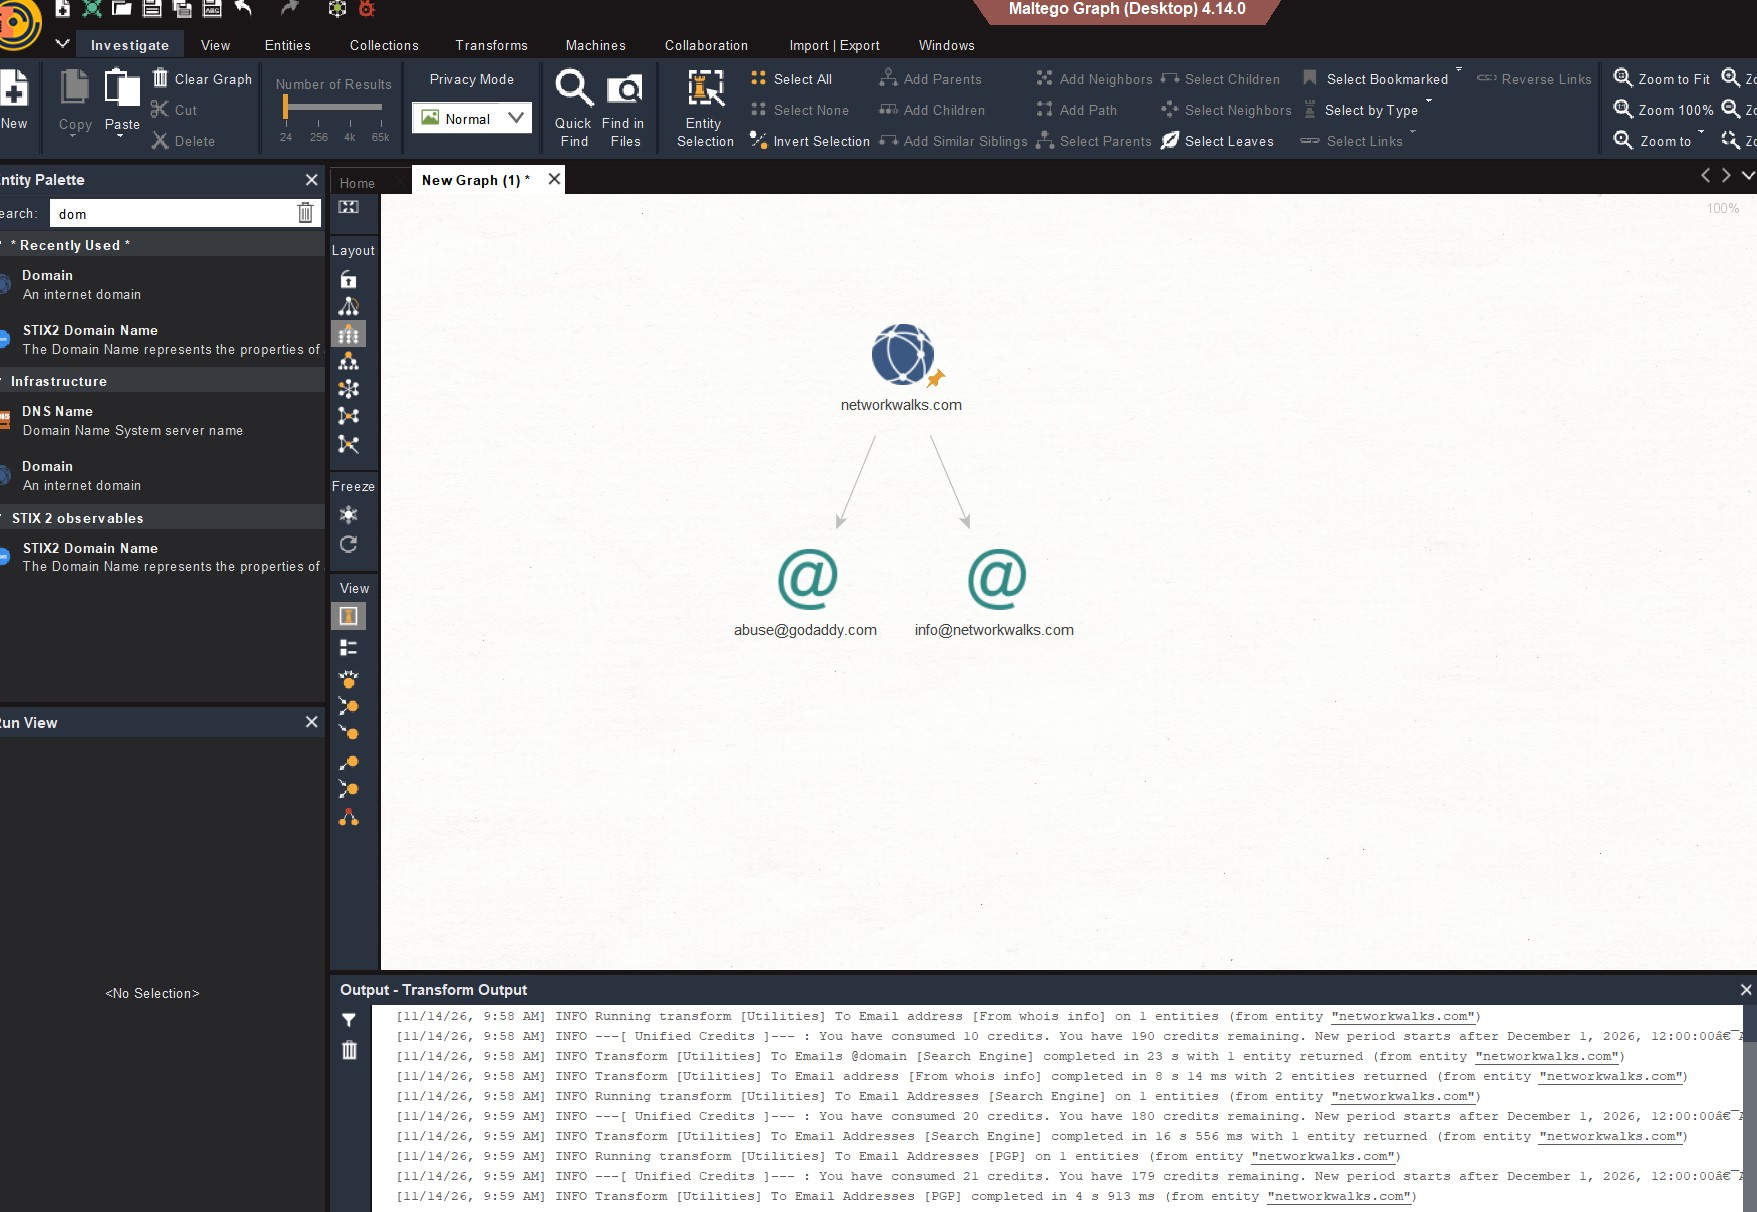 Maltego Graph (Desktop) 4.14.0
Investigate View Entities Collections Transforms Machines Collaboration Import | Export Windows
New
Copy
Paste
Clear Graph
Cut
Delete
Number of Results
24 256 4k 65k
Privacy Mode
Normal
Quick Find
Find in Files
Entity Selection
Select All
Select None
Invert Selection
Add Parents
Add Children
Add Similar Siblings
Add Neighbors
Add Path
Select Parents
Select Children
Select Neighbors
Select Leaves
Select Bookmarked
Select by Type
Select Links
Reverse Links
Zoom to Fit
Zoom 100%
Zoom to
ntity Palette
earch: dom
* Recently Used *
Domain
An internet domain
STIX2 Domain Name
The Domain Name represents the properties of
Infrastructure
DNS Name
Domain Name System server name
Domain
An internet domain
STIX 2 observables
STIX2 Domain Name
The Domain Name represents the properties of
un View
<No Selection>
Home New Graph (1) *
Layout
Freeze
View
100%
networkwalks.com
abuse@godaddy.com info@networkwalks.com
Output - Transform Output
[11/14/26, 9:58 AM] INFO Running transform [Utilities] To Email address [From whois info] on 1 entities (from entity "networkwalks.com")
[11/14/26, 9:58 AM] INFO ---[ Unified Credits ]--- : You have consumed 10 credits. You have 190 credits remaining. New period starts after December 1, 2026, 12:00:00â€¯A
[11/14/26, 9:58 AM] INFO Transform [Utilities] To Emails @domain [Search Engine] completed in 23 s with 1 entity returned (from entity "networkwalks.com")
[11/14/26, 9:58 AM] INFO Transform [Utilities] To Email address [From whois info] completed in 8 s 14 ms with 2 entities returned (from entity "networkwalks.com")
[11/14/26, 9:58 AM] INFO Running transform [Utilities] To Email Addresses [Search Engine] on 1 entities (from entity "networkwalks.com")
[11/14/26, 9:59 AM] INFO ---[ Unified Credits ]--- : You have consumed 20 credits. You have 180 credits remaining. New period starts after December 1, 2026, 12:00:00â€¯A
[11/14/26, 9:59 AM] INFO Transform [Utilities] To Email Addresses [Search Engine] completed in 16 s 556 ms with 1 entity returned (from entity "networkwalks.com")
[11/14/26, 9:59 AM] INFO Running transform [Utilities] To Email Addresses [PGP] on 1 entities (from entity "networkwalks.com")
[11/14/26, 9:59 AM] INFO ---[ Unified Credits ]--- : You have consumed 21 credits. You have 179 credits remaining. New period starts after December 1, 2026, 12:00:00â€¯A
[11/14/26, 9:59 AM] INFO Transform [Utilities] To Email Addresses [PGP] completed in 4 s 913 ms (from entity "networkwalks.com")